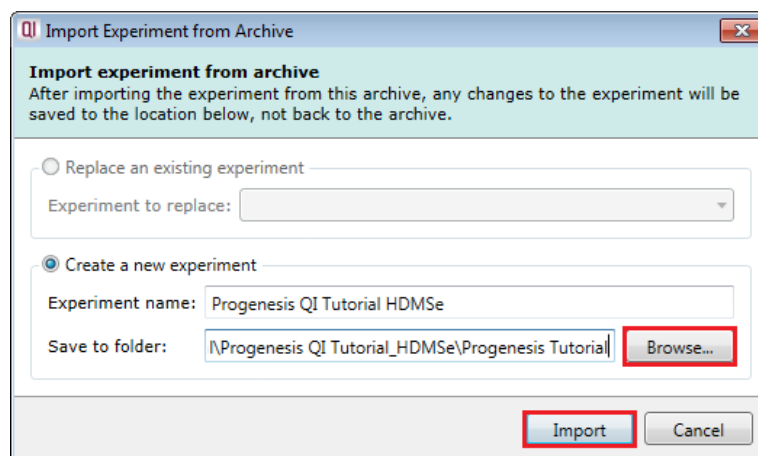 QI Import Experiment from Archive
Import experiment from archive
After importing the experiment from this archive, any changes to the experiment will be
saved to the location below, not back to the archive.
Replace an existing experiment
Experiment to replace:
Create a new experiment
Experiment name: Progenesis QI Tutorial HDMSe
Save to folder: l\Progenesis QI Tutorial_HDMSe\Progenesis Tutorial Browse...
Import Cancel